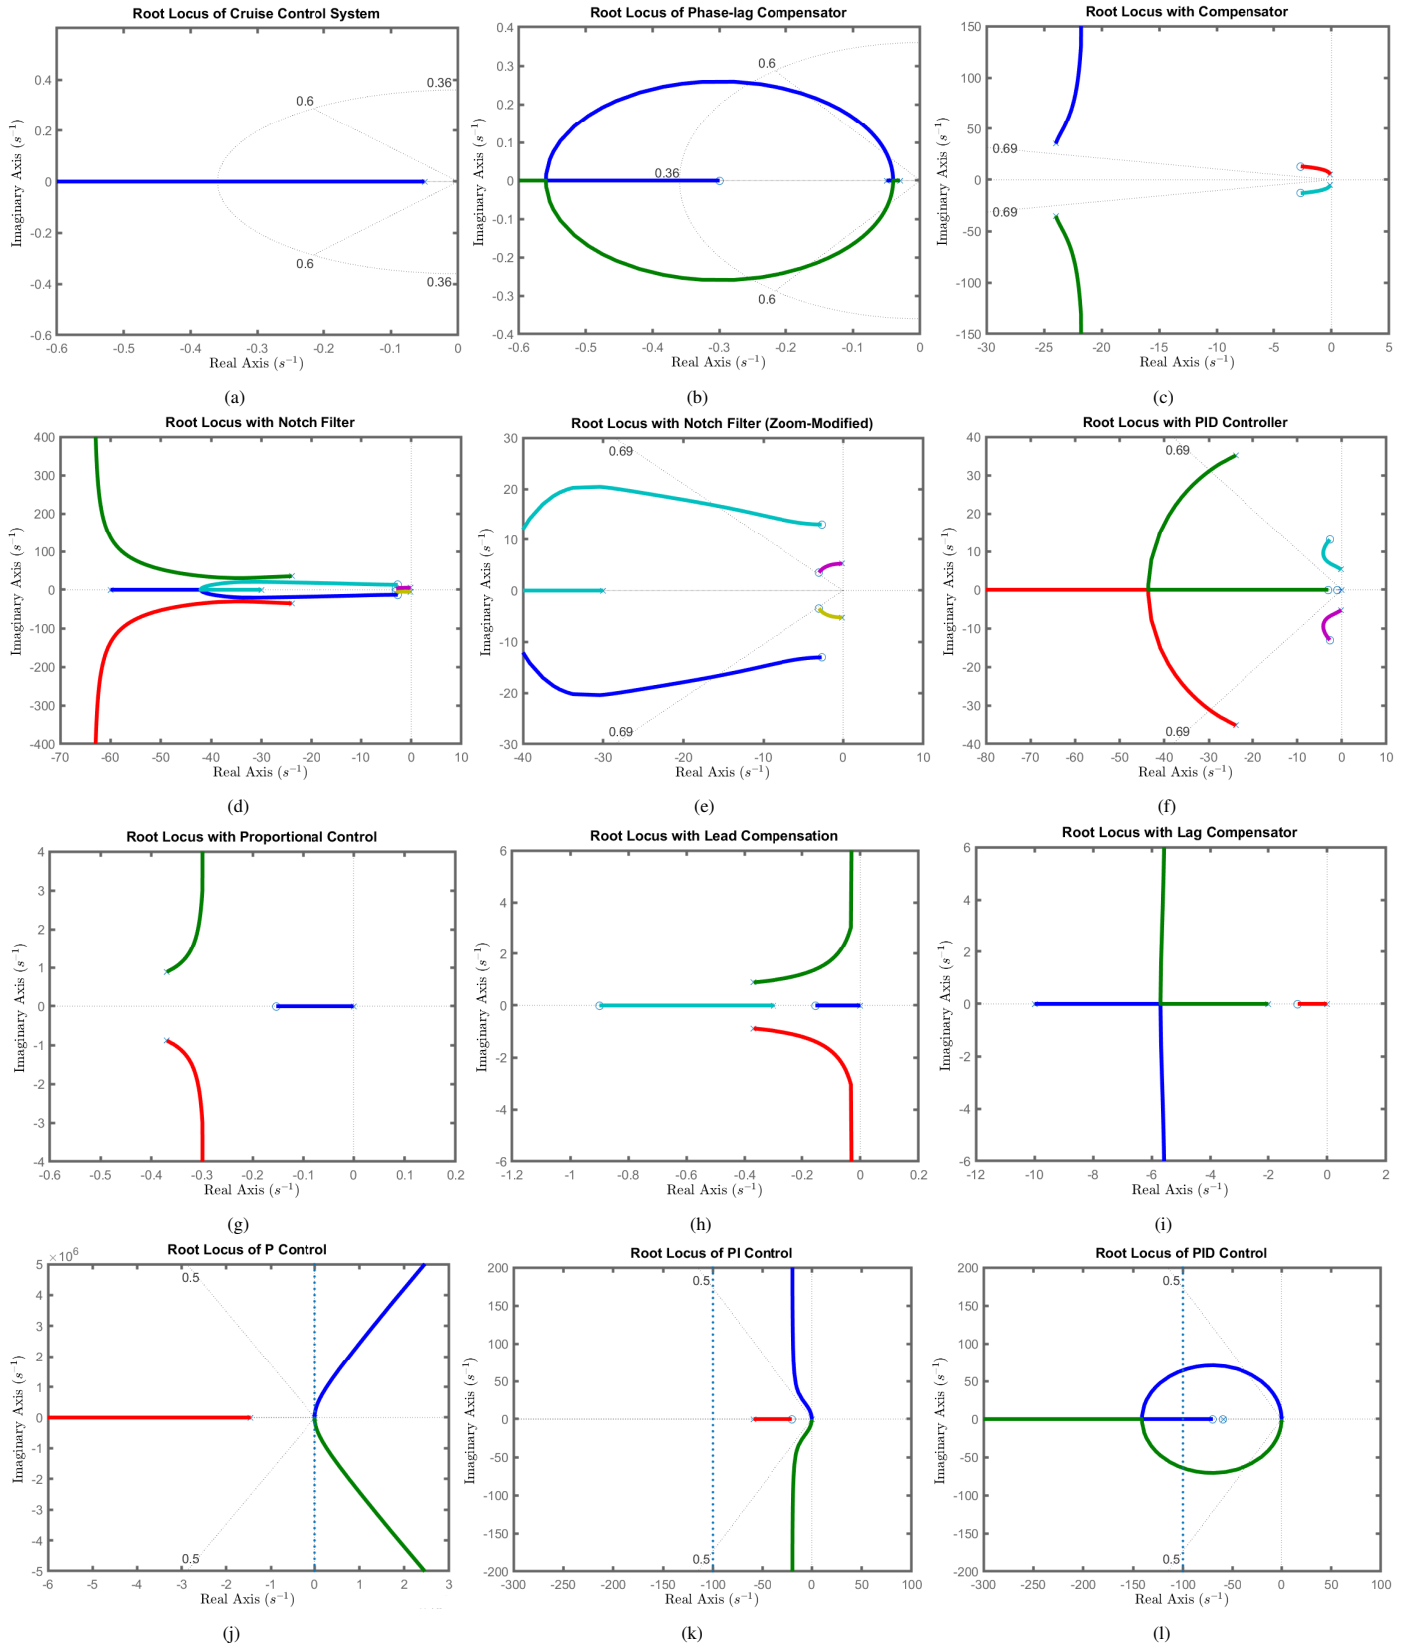 Root Locus of Cruise Control System
0.4
0.2
0
-0.2
-0.4
-0.6
-0.6 -0.5 -0.4 -0.3 -0.2 -0.1 0
0.6
0.36
0.6
0.36
Imaginary Axis (s⁻¹)
Real Axis (s⁻¹)
(a)
Root Locus of Phase-lag Compensator
0.4
0.3
0.2
0.1
0
-0.1
-0.2
-0.3
-0.4
-0.6 -0.5 -0.4 -0.3 -0.2 -0.1 0
0.6
0.36
0.6
Imaginary Axis (s⁻¹)
Real Axis (s⁻¹)
(b)
Root Locus with Compensator
150
100
50
0
-50
-100
-150
-30 -25 -20 -15 -10 -5 0 5
0.69
0.69
Imaginary Axis (s⁻¹)
Real Axis (s⁻¹)
(c)
Root Locus with Notch Filter
400
300
200
100
0
-100
-200
-300
-400
-70 -60 -50 -40 -30 -20 -10 0 10
Imaginary Axis (s⁻¹)
Real Axis (s⁻¹)
(d)
Root Locus with Notch Filter (Zoom-Modified)
30
20
10
0
-10
-20
-30
-40 -30 -20 -10 0 10
0.69
0.69
Imaginary Axis (s⁻¹)
Real Axis (s⁻¹)
(e)
Root Locus with PID Controller
40
30
20
10
0
-10
-20
-30
-40
-80 -70 -60 -50 -40 -30 -20 -10 0 10
0.69
0.69
Imaginary Axis (s⁻¹)
Real Axis (s⁻¹)
(f)
Root Locus with Proportional Control
4
3
2
1
0
-1
-2
-3
-4
-0.6 -0.5 -0.4 -0.3 -0.2 -0.1 0 0.1 0.2
Imaginary Axis (s⁻¹)
Real Axis (s⁻¹)
(g)
Root Locus with Lead Compensation
6
4
2
0
-2
-4
-6
-1.2 -1 -0.8 -0.6 -0.4 -0.2 0 0.2
Imaginary Axis (s⁻¹)
Real Axis (s⁻¹)
(h)
Root Locus with Lag Compensator
6
4
2
0
-2
-4
-6
-12 -10 -8 -6 -4 -2 0 2
Imaginary Axis (s⁻¹)
Real Axis (s⁻¹)
(i)
Root Locus of P Control
×10⁶
5
4
3
2
1
0
-1
-2
-3
-4
-5
-6 -5 -4 -3 -2 -1 0 1 2 3
0.5
0.5
Imaginary Axis (s⁻¹)
Real Axis (s⁻¹)
(j)
Root Locus of PI Control
200
150
100
50
0
-50
-100
-150
-200
-300 -250 -200 -150 -100 -50 0 50 100
0.5
0.5
Imaginary Axis (s⁻¹)
Real Axis (s⁻¹)
(k)
Root Locus of PID Control
200
150
100
50
0
-50
-100
-150
-200
-300 -250 -200 -150 -100 -50 0 50 100
0.5
0.5
Imaginary Axis (s⁻¹)
Real Axis (s⁻¹)
(l)